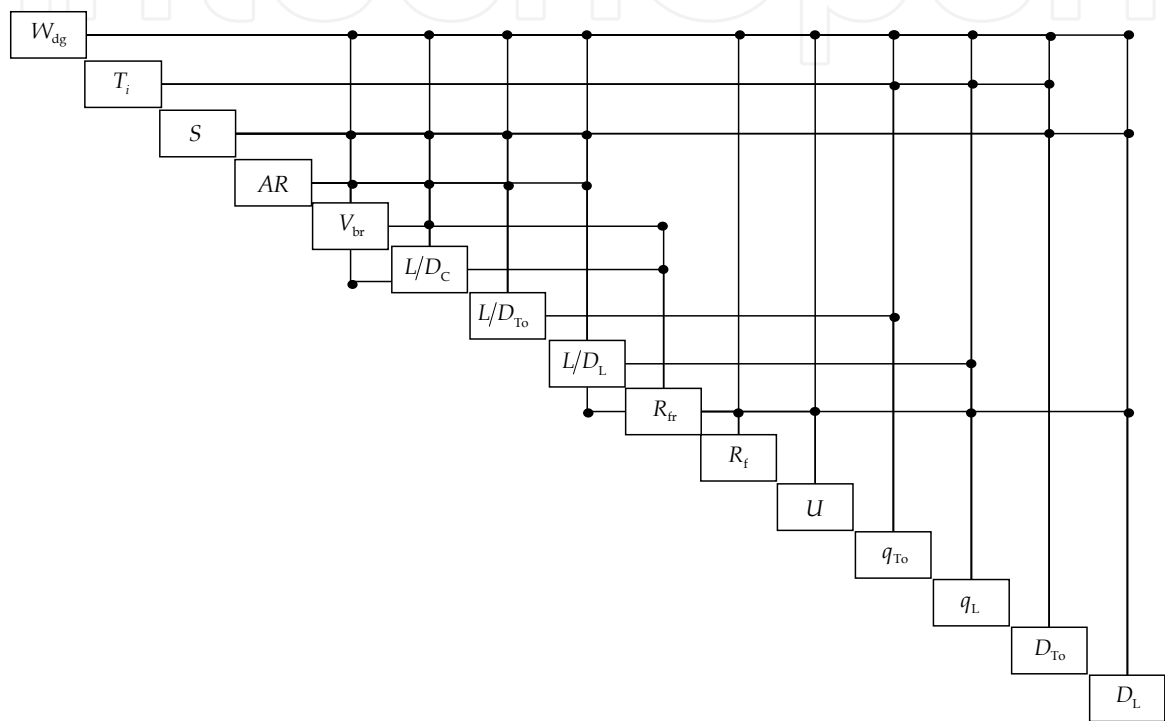 W_dg
T_i
S
AR
V_br
L/D_C
L/D_To
L/D_L
R_fr
R_f
U
q_To
q_L
D_To
D_L